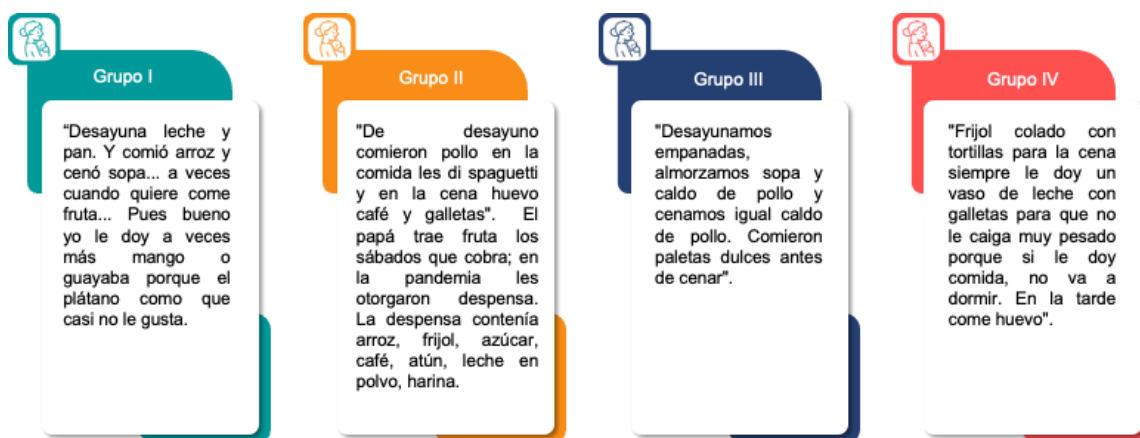 Grupo I
“Desayuna leche y
pan. Y comió arroz y
cenó sopa... a veces
cuando quiere come
fruta... Pues bueno
yo le doy a veces
más mango o
guayaba porque el
plátano como que
casi no le gusta.
Grupo II
"De desayuno
comieron pollo en la
comida les di spaguetti
y en la cena huevo
café y galletas". El
papá trae fruta los
sábados que cobra; en
la pandemia les
otorgaron despensa.
La despensa contenía
arroz, frijol, azúcar,
café, atún, leche en
polvo, harina.
Grupo III
"Desayunamos
empanadas,
almorzamos sopa y
caldo de pollo y
cenamos igual caldo
de pollo. Comieron
paletas dulces antes
de cenar".
Grupo IV
"Frijol colado con
tortillas para la cena
siempre le doy un
vaso de leche con
galletas para que no
le caiga muy pesado
porque si le doy
comida, no va a
dormir. En la tarde
come huevo".